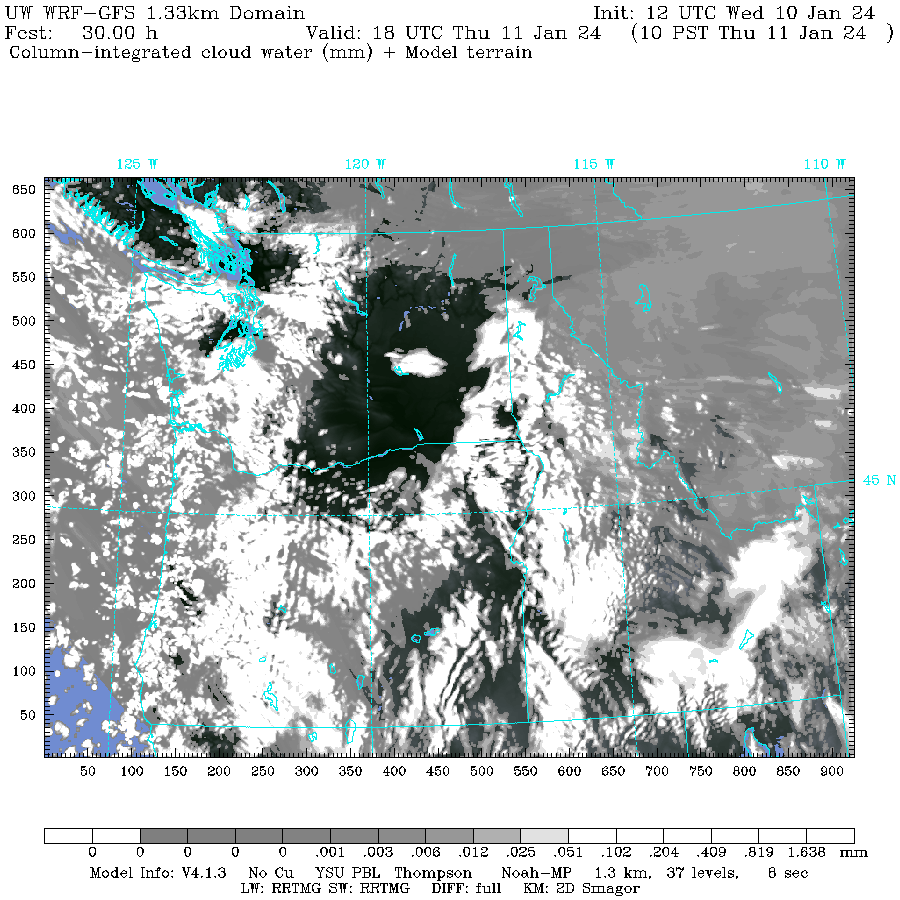 UW WRF-GFS 1.33km Domain Init: 12 UTC Wed 10 Jan 24
Fcst: 30.00 h Valid: 18 UTC Thu 11 Jan 24 (10 PST Thu 11 Jan 24 )
Column-integrated cloud water (mm) + Model terrain
125 W 120 W 115 W 110 W
650
600
550
500
450
400
350
45 N
300
250
200
150
100
50
50 100 150 200 250 300 350 400 450 500 550 600 650 700 750 800 850 900
0 0 0 0 0 .001 .003 .006 .012 .025 .051 .102 .204 .409 .819 1.638 mm
Model Info: V4.1.3 No Cu YSU PBL Thompson Noah-MP 1.3 km, 37 levels, 8 sec
LW: RRTMG SW: RRTMG DIFF: full KM: 2D Smagor